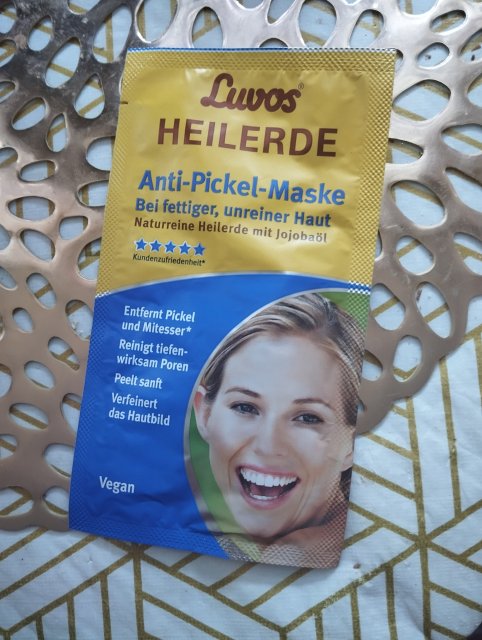 Luvos®
HEILERDE
Anti-Pickel-Maske
Bei fettiger, unreiner Haut
Naturreine Heilerde mit Jojobaöl
Kundenzufriedenheit*
Entfernt Pickel
und Mitesser*
Reinigt tiefen-
wirksam Poren
Peelt sanft
Verfeinert
das Hautbild
Vegan